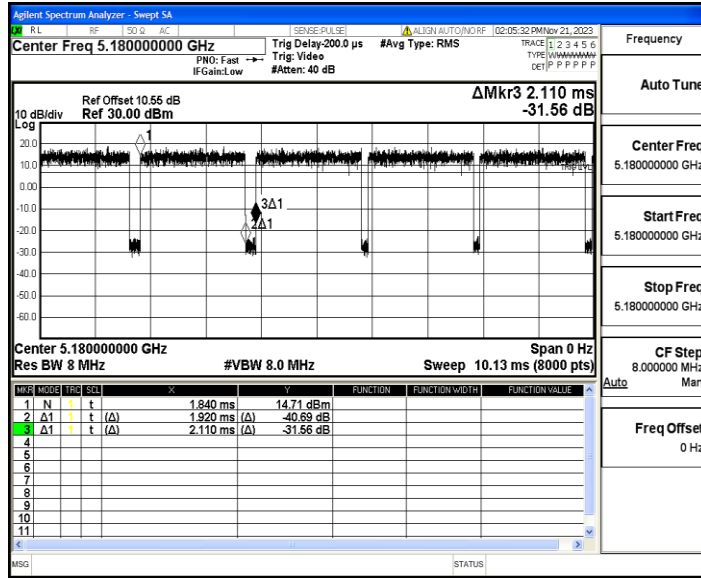 Agilent Spectrum Analyzer - Swept SA
RL RF 50 Ω AC SENSE:PULSE ALIGN AUTO/NO RF 02:05:32 PM Nov 21, 2023
Center Freq 5.180000000 GHz
PNO: Fast
IFGain:Low
Trig Delay-200.0 µs
Trig: Video
#Atten: 40 dB
#Avg Type: RMS
TRACE 1 2 3 4 5 6
TYPE
DET P P P P P P
Frequency
Auto Tune
Center Freq
5.180000000 GHz
Start Freq
5.180000000 GHz
Stop Freq
5.180000000 GHz
CF Step
8.000000 MHz
Auto Man
Freq Offset
0 Hz
ΔMkr3 2.110 ms
-31.56 dB
Ref Offset 10.55 dB
10 dB/div Ref 30.00 dBm
Log
20.0
10.0
0.00
-10.0
-20.0
-30.0
-40.0
-50.0
-60.0
1
3Δ1
2Δ1
TRIG LVL
Center 5.180000000 GHz Span 0 Hz
Res BW 8 MHz #VBW 8.0 MHz Sweep 10.13 ms (8000 pts)
MKR MODE TRC SCL X Y FUNCTION FUNCTION WIDTH FUNCTION VALUE
1 N 1 t 1.840 ms 14.71 dBm
2 Δ1 1 t (Δ) 1.920 ms (Δ) -40.69 dB
3 Δ1 1 t (Δ) 2.110 ms (Δ) -31.56 dB
4
5
6
7
8
9
10
11
MSG STATUS